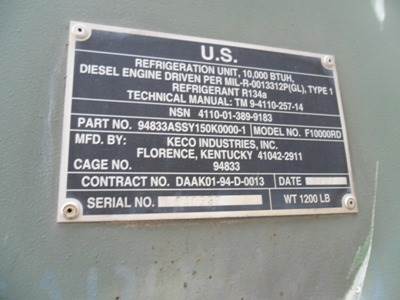 U.S.
REFRIGERATION UNIT, 10,000 BTUH,
DIESEL ENGINE DRIVEN PER MIL-R-0013312P(GL), TYPE 1
REFRIGERANT R134a
TECHNICAL MANUAL: TM 9-4110-257-14
NSN 4110-01-389-9183
PART NO. 94833ASSY150K0000-1 MODEL NO. F10000RD
MFD. BY: KECO INDUSTRIES, INC.
FLORENCE, KENTUCKY 41042-2911
CAGE NO. 94833
CONTRACT NO. DAAK01-94-D-0013 DATE
SERIAL NO. WT 1200 LB